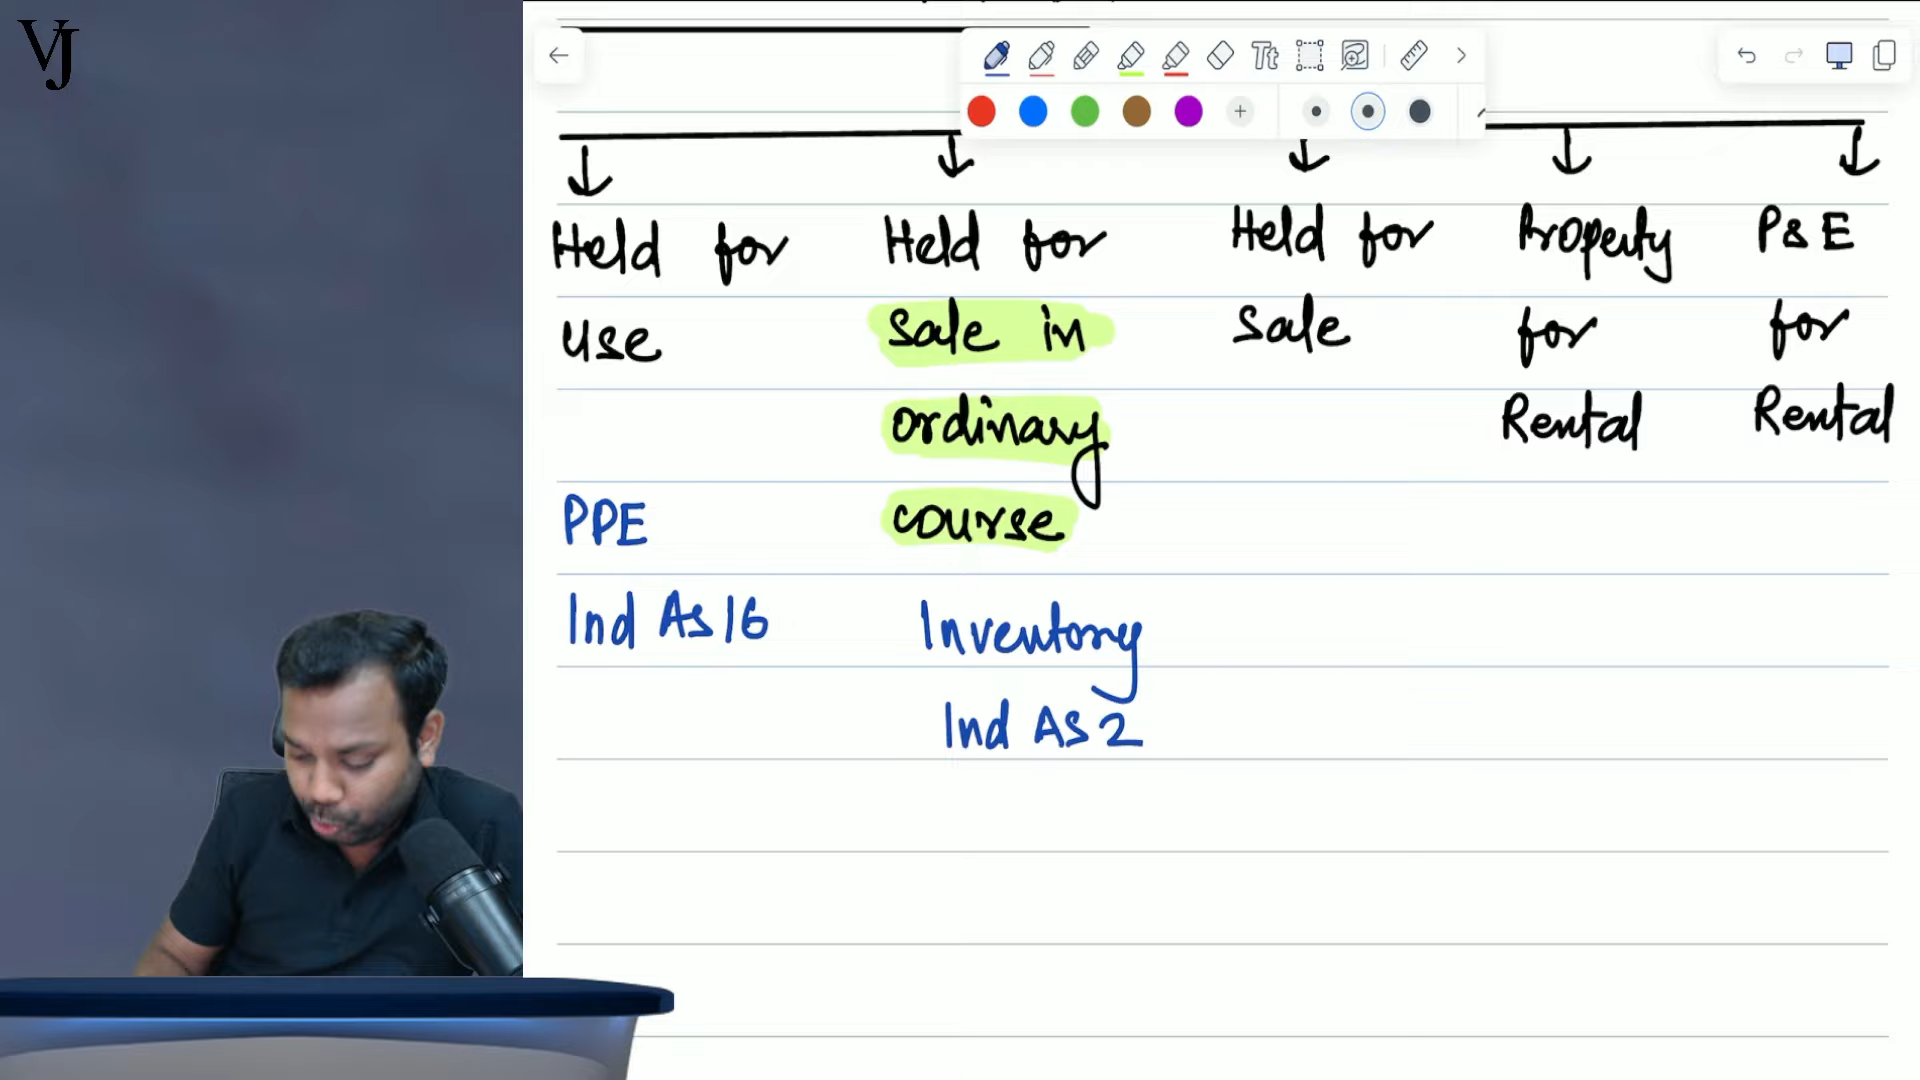 VJ
Tt
Held for
use
PPE
Ind As 16
Held for
sale in
ordinary
course
Inventory
Ind As 2
Held for
Sale
Property
for
Rental
P&E
for
Rental